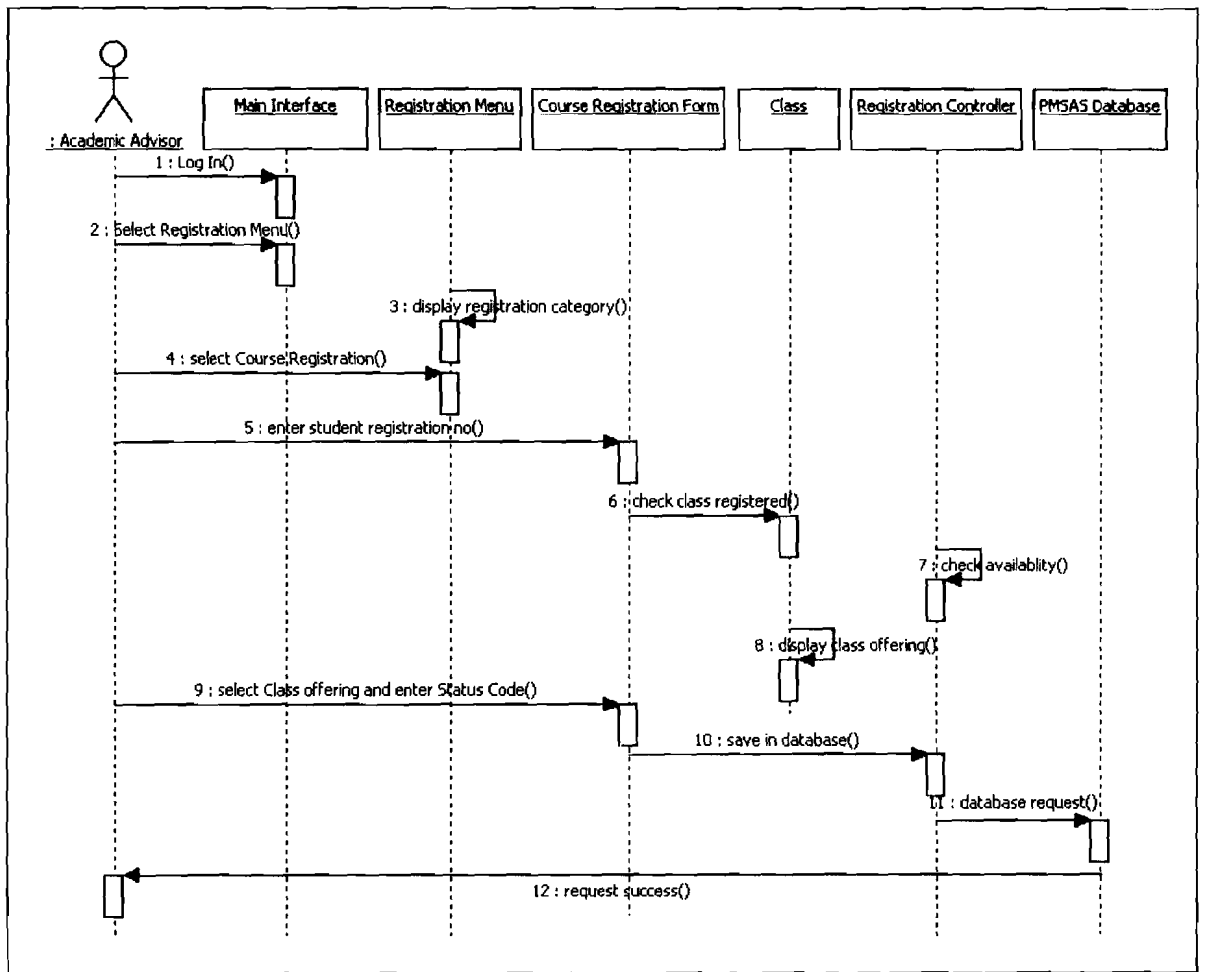 : Academic Advisor
Main Interface
Registration Menu
Course Registration Form
Class
Registration Controller
PMSAS Database
1 : Log In()
2 : Select Registration Menu()
3 : display registration category()
4 : select Course Registration()
5 : enter student registration no()
6 : check class registered()
7 : check availablity()
8 : display class offering()
9 : select Class offering and enter Status Code()
10 : save in database()
11 : database request()
12 : request success()